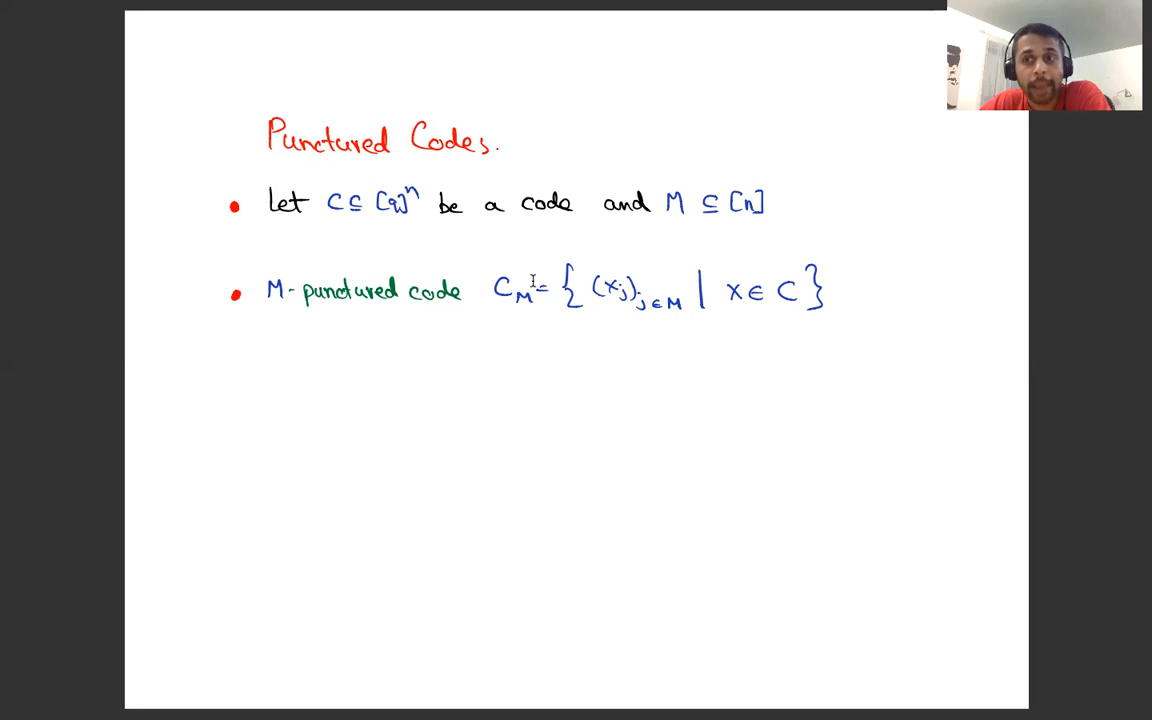 Punctured Codes.
• Let C ⊆ [q]ⁿ be a code and M ⊆ [n]
• M-punctured code C_M = { (x_j)_{j∈M} | x ∈ C }